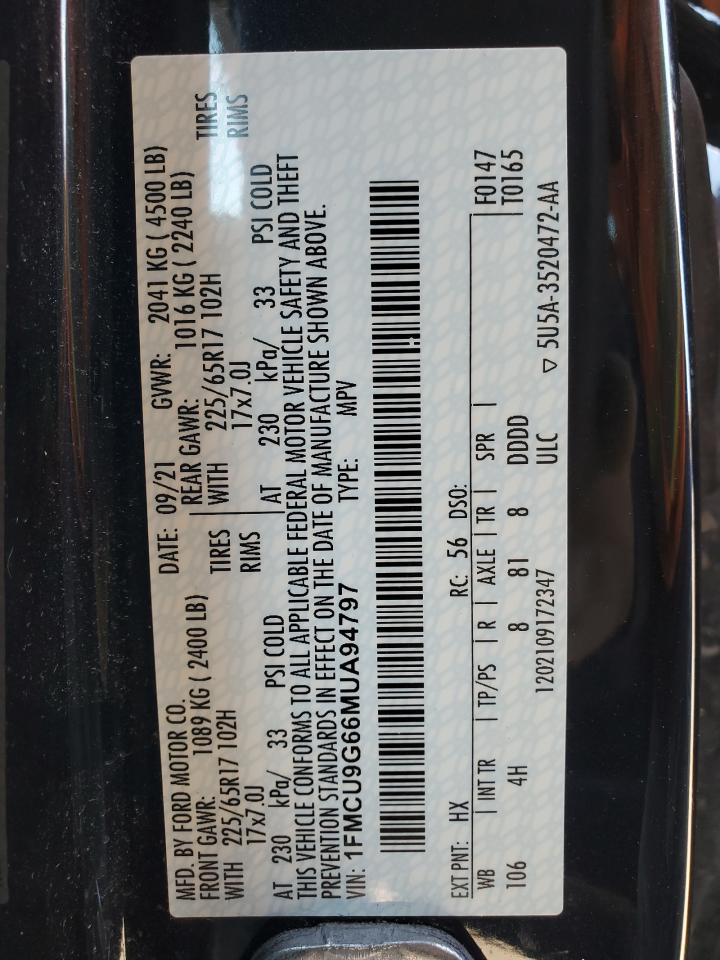 MFD. BY FORD MOTOR CO. DATE: 09/21 GVWR: 2041 KG ( 4500 LB)
FRONT GAWR: 1089 KG ( 2400 LB) REAR GAWR: 1016 KG ( 2240 LB)
WITH 225/65R17 102H TIRES WITH 225/65R17 102H TIRES
17x7.0J RIMS 17x7.0J RIMS
AT 230 kPa/ 33 PSI COLD AT 230 kPa/ 33 PSI COLD
THIS VEHICLE CONFORMS TO ALL APPLICABLE FEDERAL MOTOR VEHICLE SAFETY AND THEFT
PREVENTION STANDARDS IN EFFECT ON THE DATE OF MANUFACTURE SHOWN ABOVE.
VIN: 1FMCU9G66MUA94797 TYPE: MPV
EXT PNT: HX RC: 56 DSO: F0147
WB | INT TR | TP/PS | R | AXLE | TR | SPR | T0165
106 4H 8 81 8 DDDD
1202109172347 ULC ▽ 5U5A-3520472-AA